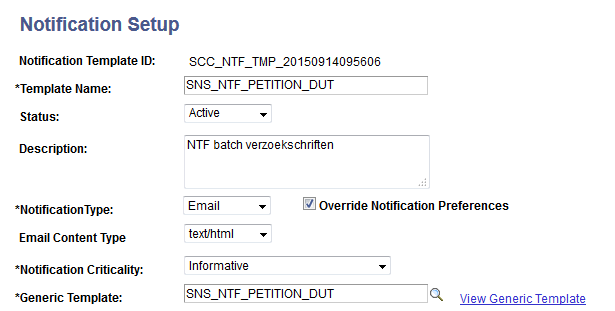 Notification Setup
Notification Template ID: SCC_NTF_TMP_20150914095606
*Template Name: SNS_NTF_PETITION_DUT
Status: Active
Description: NTF batch verzoekschriften
*NotificationType: Email Override Notification Preferences
Email Content Type text/html
*Notification Criticality: Informative
*Generic Template: SNS_NTF_PETITION_DUT View Generic Template